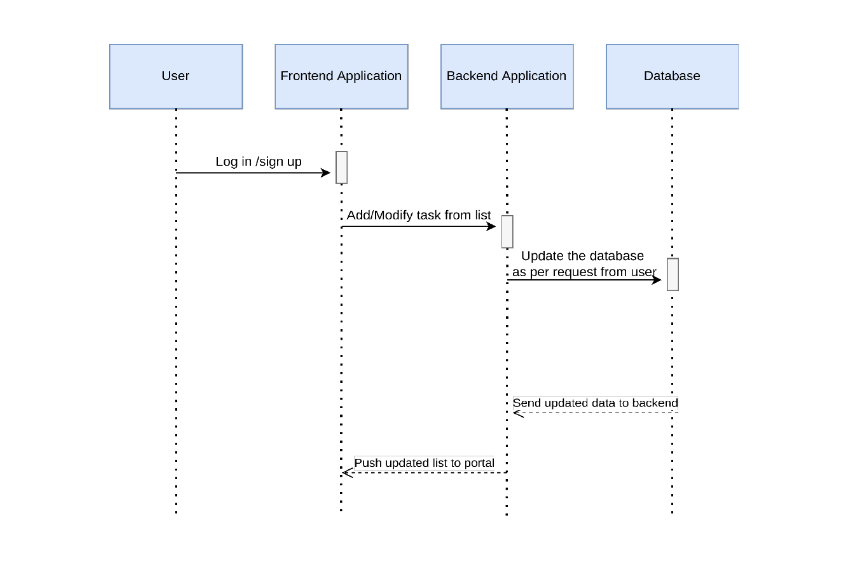 User
Frontend Application
Backend Application
Database
Log in /sign up
Add/Modify task from list
Update the database
as per request from user
Send updated data to backend
Push updated list to portal